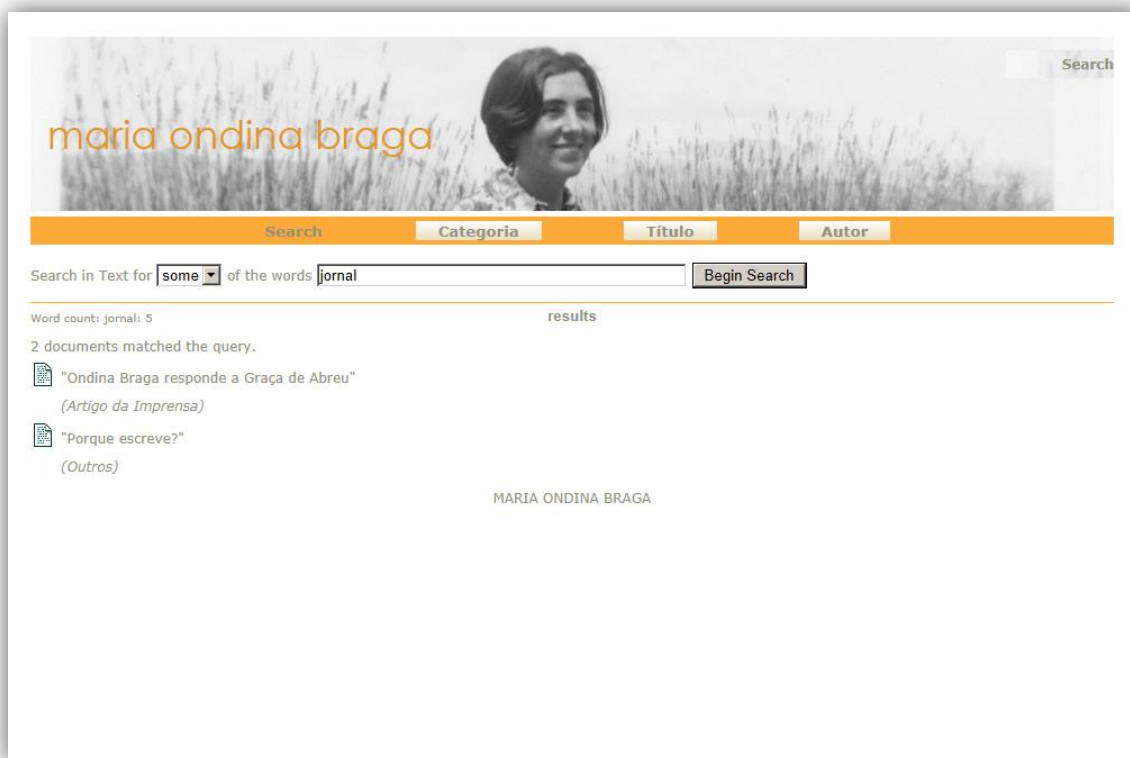 Search
maria ondina braga
Search Categoria Título Autor
Search in Text for some of the words jornal Begin Search
Word count: jornal: 5 results
2 documents matched the query.
"Ondina Braga responde a Graça de Abreu"
(Artigo da Imprensa)
"Porque escreve?"
(Outros)
MARIA ONDINA BRAGA